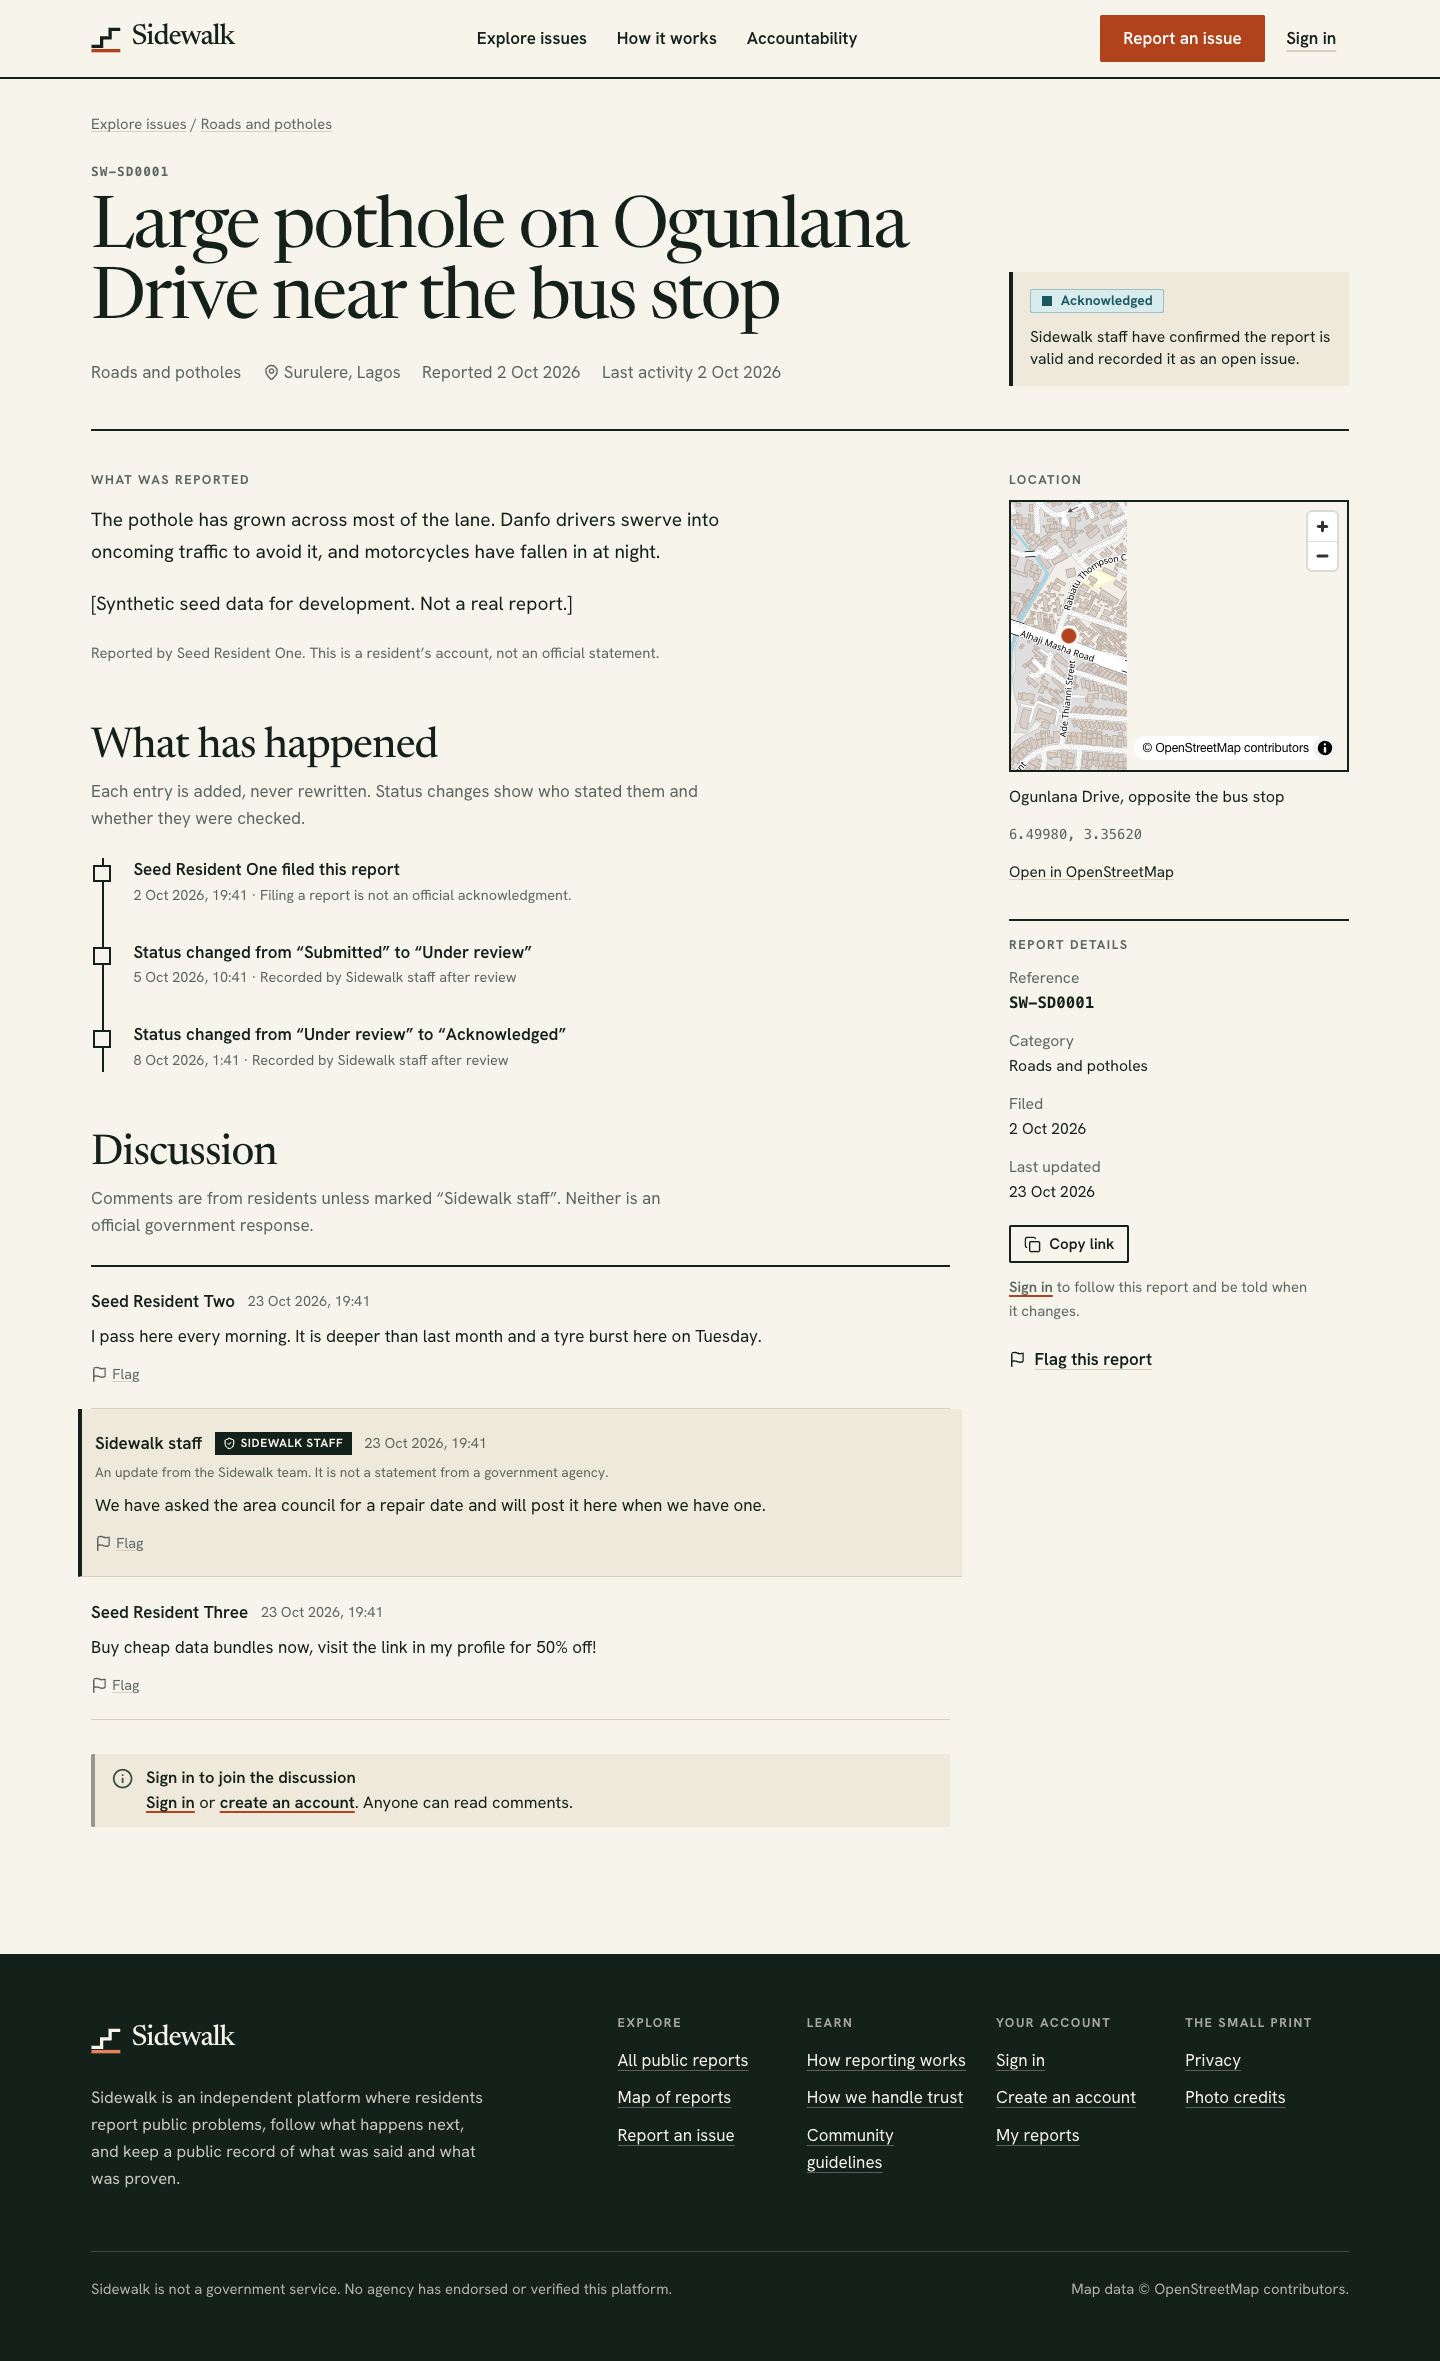 Sidewalk
Explore issues
How it works
Accountability
Report an issue
Sign in
Explore issues / Roads and potholes
SW-SD0001
Large pothole on Ogunlana
Drive near the bus stop
Roads and potholes
Surulere, Lagos
Reported 2 Oct 2026
Last activity 2 Oct 2026
Acknowledged
Sidewalk staff have confirmed the report is
valid and recorded it as an open issue.
WHAT WAS REPORTED
The pothole has grown across most of the lane. Danfo drivers swerve into
oncoming traffic to avoid it, and motorcycles have fallen in at night.
[Synthetic seed data for development. Not a real report.]
Reported by Seed Resident One. This is a resident’s account, not an official statement.
What has happened
Each entry is added, never rewritten. Status changes show who stated them and
whether they were checked.
Seed Resident One filed this report
2 Oct 2026, 19:41 · Filing a report is not an official acknowledgment.
Status changed from “Submitted” to “Under review”
5 Oct 2026, 10:41 · Recorded by Sidewalk staff after review
Status changed from “Under review” to “Acknowledged”
8 Oct 2026, 1:41 · Recorded by Sidewalk staff after review
Discussion
Comments are from residents unless marked “Sidewalk staff”. Neither is an
official government response.
Seed Resident Two 23 Oct 2026, 19:41
I pass here every morning. It is deeper than last month and a tyre burst here on Tuesday.
Flag
Sidewalk staff SIDEWALK STAFF 23 Oct 2026, 19:41
An update from the Sidewalk team. It is not a statement from a government agency.
We have asked the area council for a repair date and will post it here when we have one.
Flag
Seed Resident Three 23 Oct 2026, 19:41
Buy cheap data bundles now, visit the link in my profile for 50% off!
Flag
Sign in to join the discussion
Sign in or create an account. Anyone can read comments.
LOCATION
Rabiatu Thompson C
Alhaji Masha Road
Ade Thianni Street
nt
+
−
© OpenStreetMap contributors
Ogunlana Drive, opposite the bus stop
6.49980, 3.35620
Open in OpenStreetMap
REPORT DETAILS
Reference
SW-SD0001
Category
Roads and potholes
Filed
2 Oct 2026
Last updated
23 Oct 2026
Copy link
Sign in to follow this report and be told when
it changes.
Flag this report
Sidewalk
Sidewalk is an independent platform where residents
report public problems, follow what happens next,
and keep a public record of what was said and what
was proven.
EXPLORE
All public reports
Map of reports
Report an issue
LEARN
How reporting works
How we handle trust
Community
guidelines
YOUR ACCOUNT
Sign in
Create an account
My reports
THE SMALL PRINT
Privacy
Photo credits
Sidewalk is not a government service. No agency has endorsed or verified this platform.
Map data © OpenStreetMap contributors.